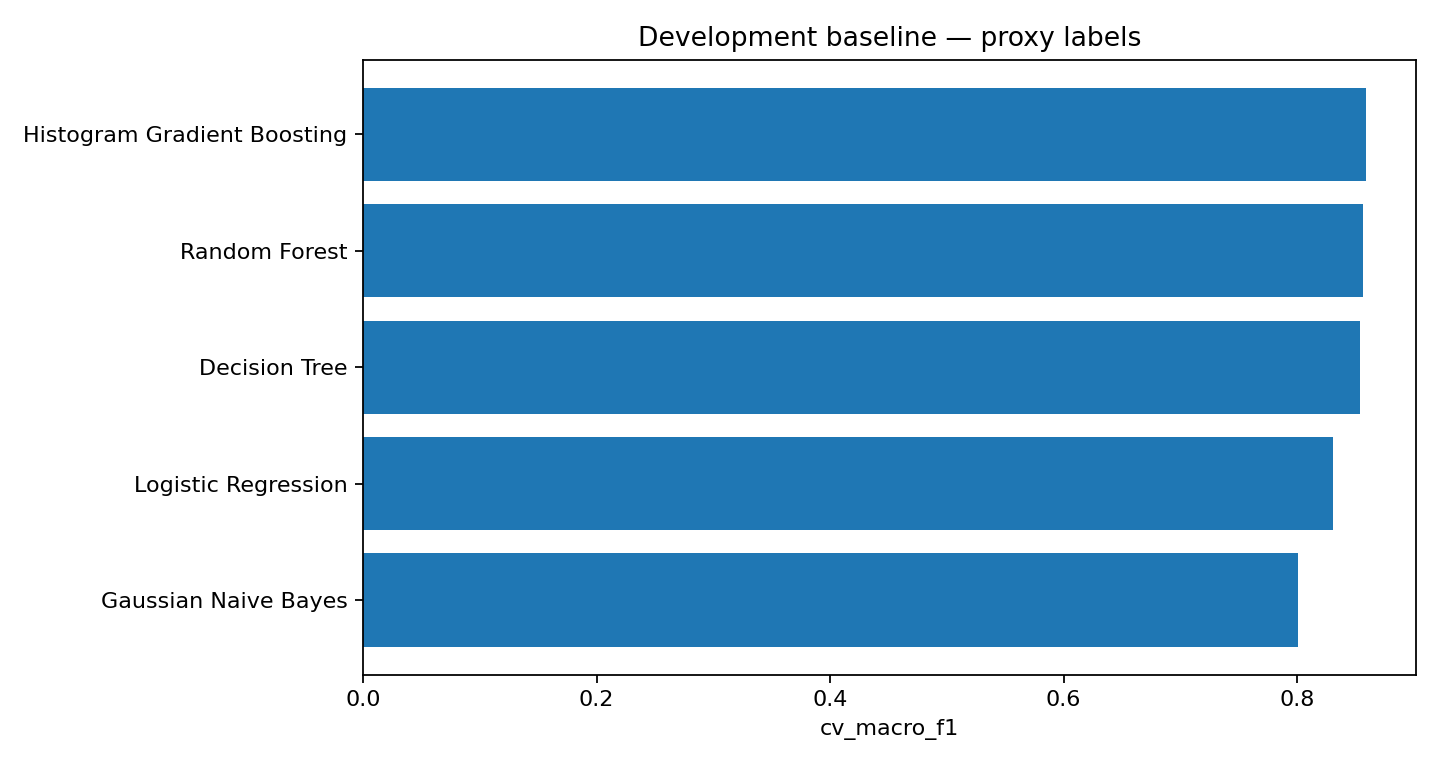 Development baseline — proxy labels
Histogram Gradient Boosting
Random Forest
Decision Tree
Logistic Regression
Gaussian Naive Bayes
0.0 0.2 0.4 0.6 0.8
cv_macro_f1